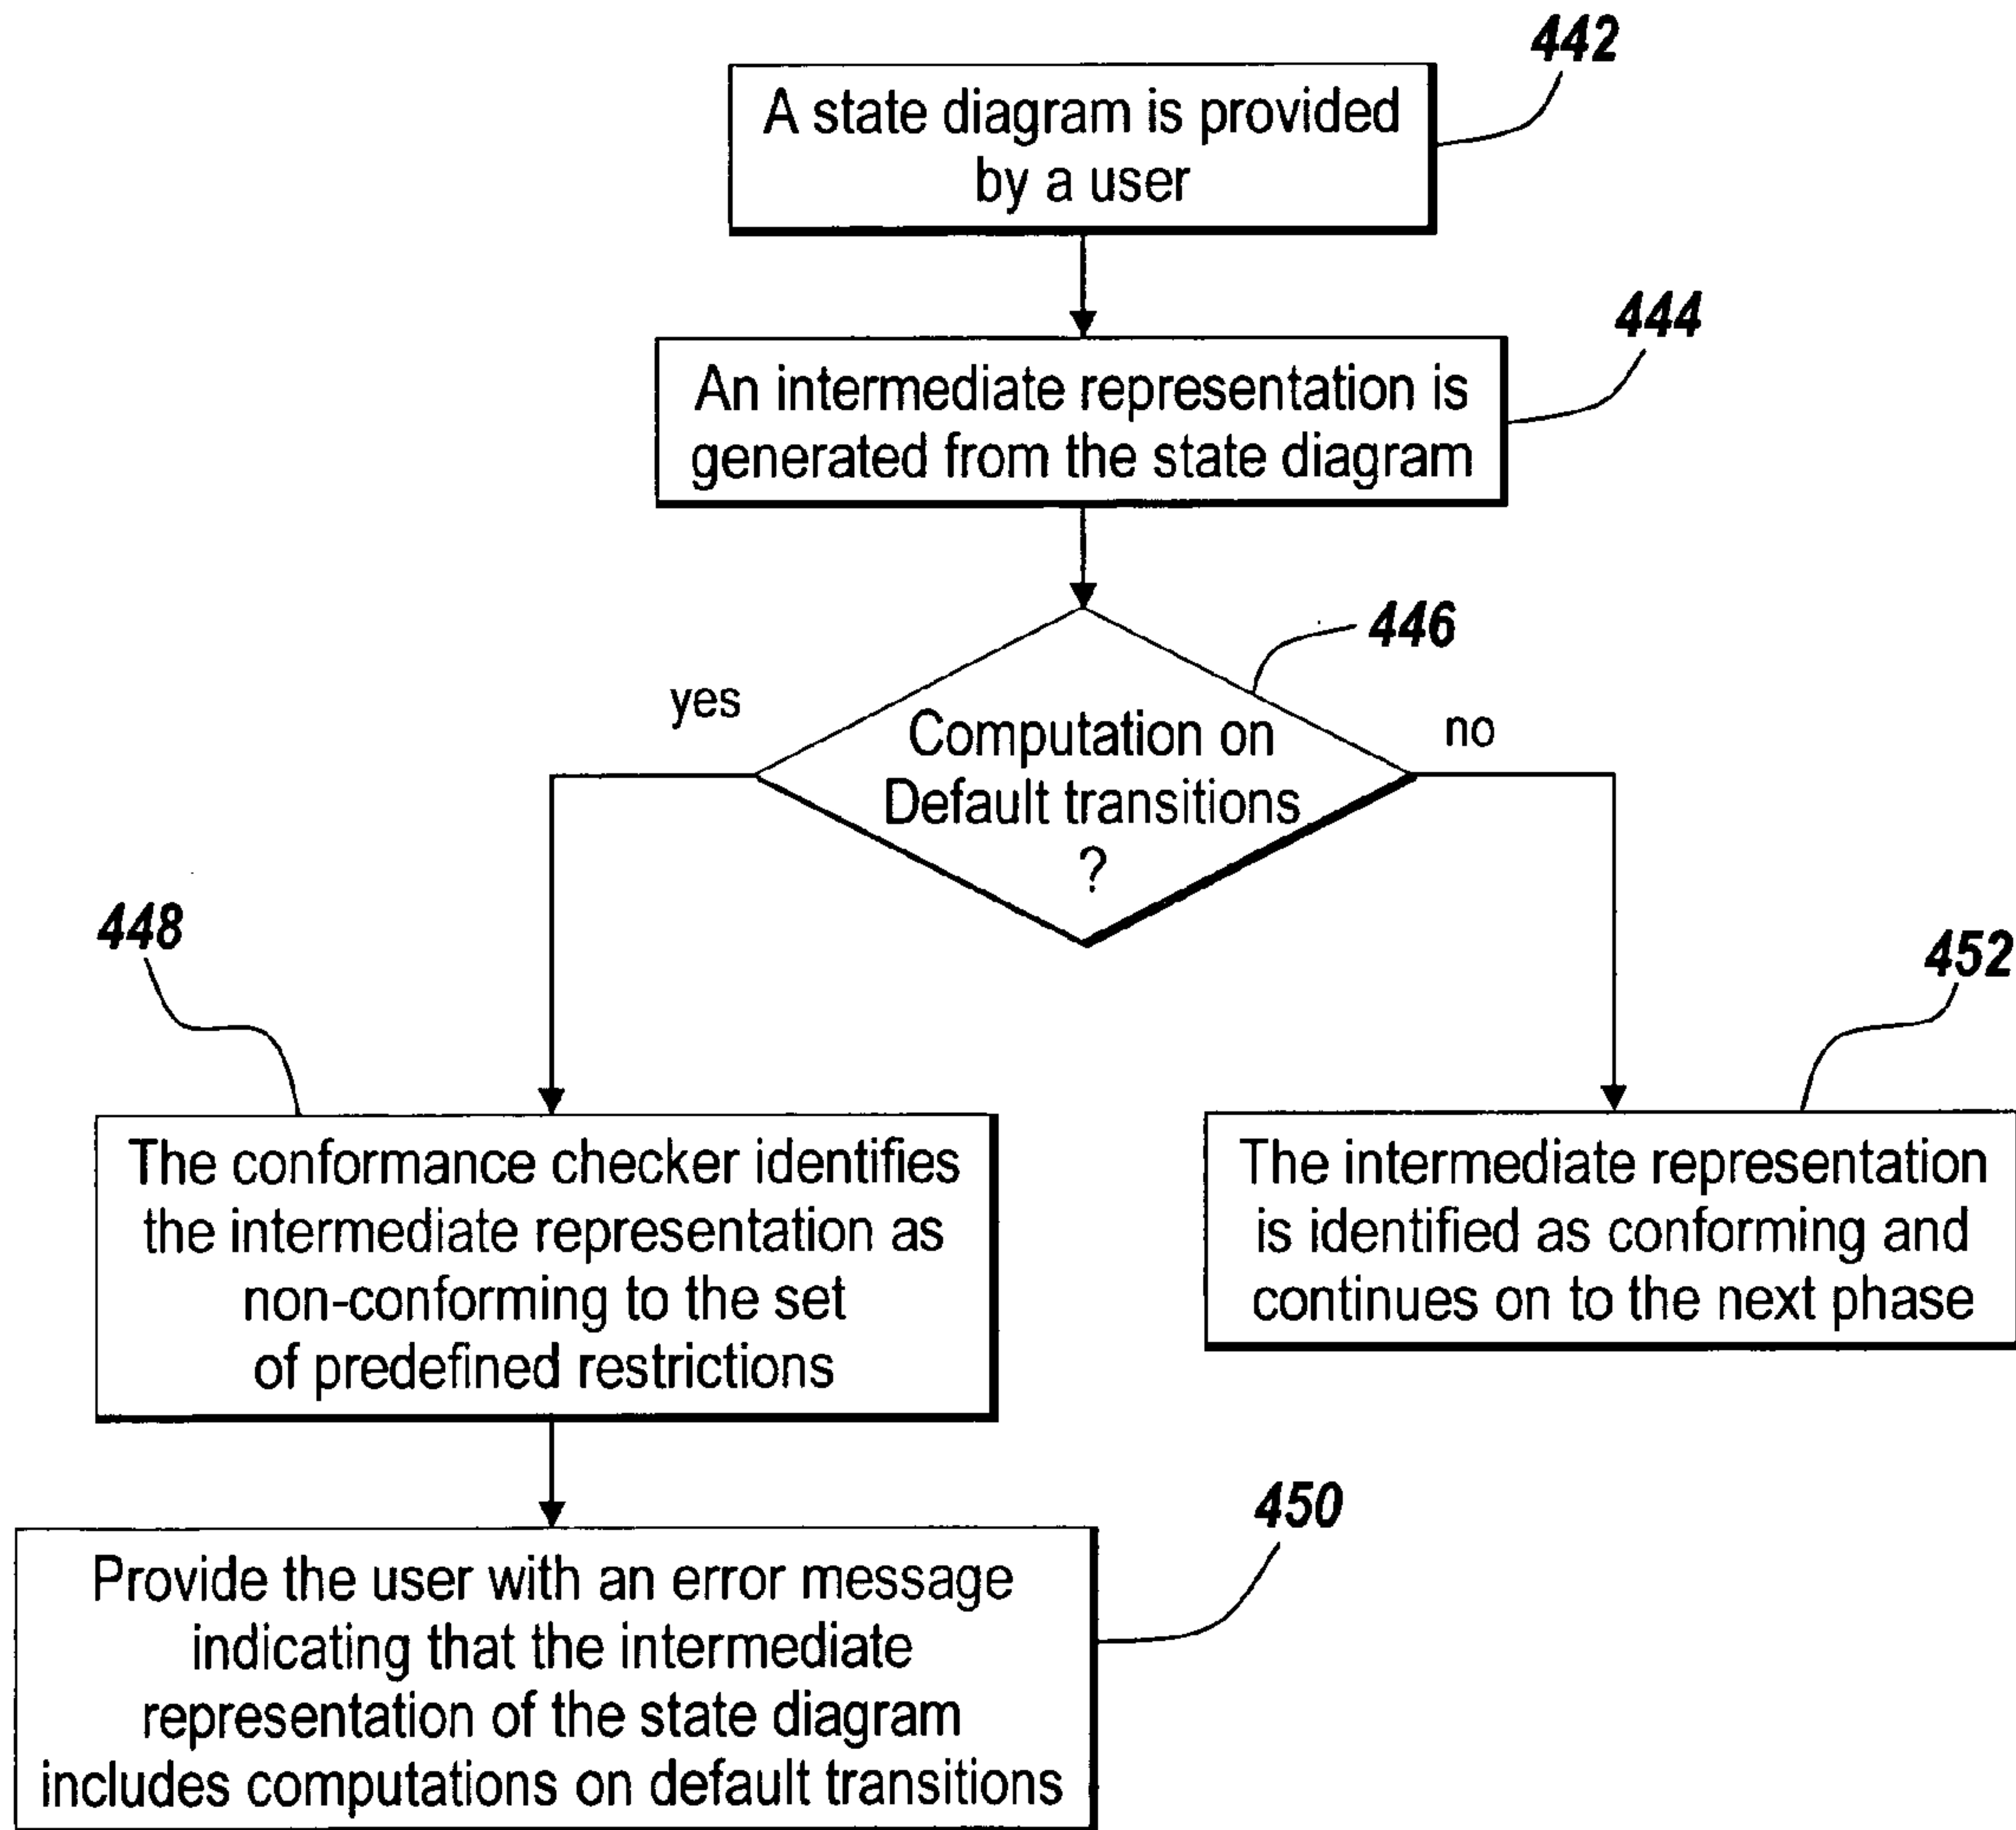 442
A state diagram is provided
by a user
444
An intermediate representation is
generated from the state diagram
446
yes
no
Computation on
Default transitions
?
448
452
The conformance checker identifies
the intermediate representation as
non-conforming to the set
of predefined restrictions
The intermediate representation
is identified as conforming and
continues on to the next phase
450
Provide the user with an error message
indicating that the intermediate
representation of the state diagram
includes computations on default transitions